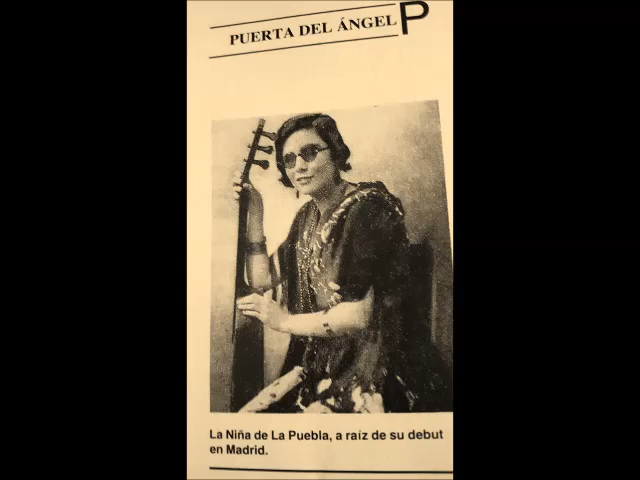 PUERTA DEL ÁNGEL P
La Niña de La Puebla, a raíz de su debut
en Madrid.